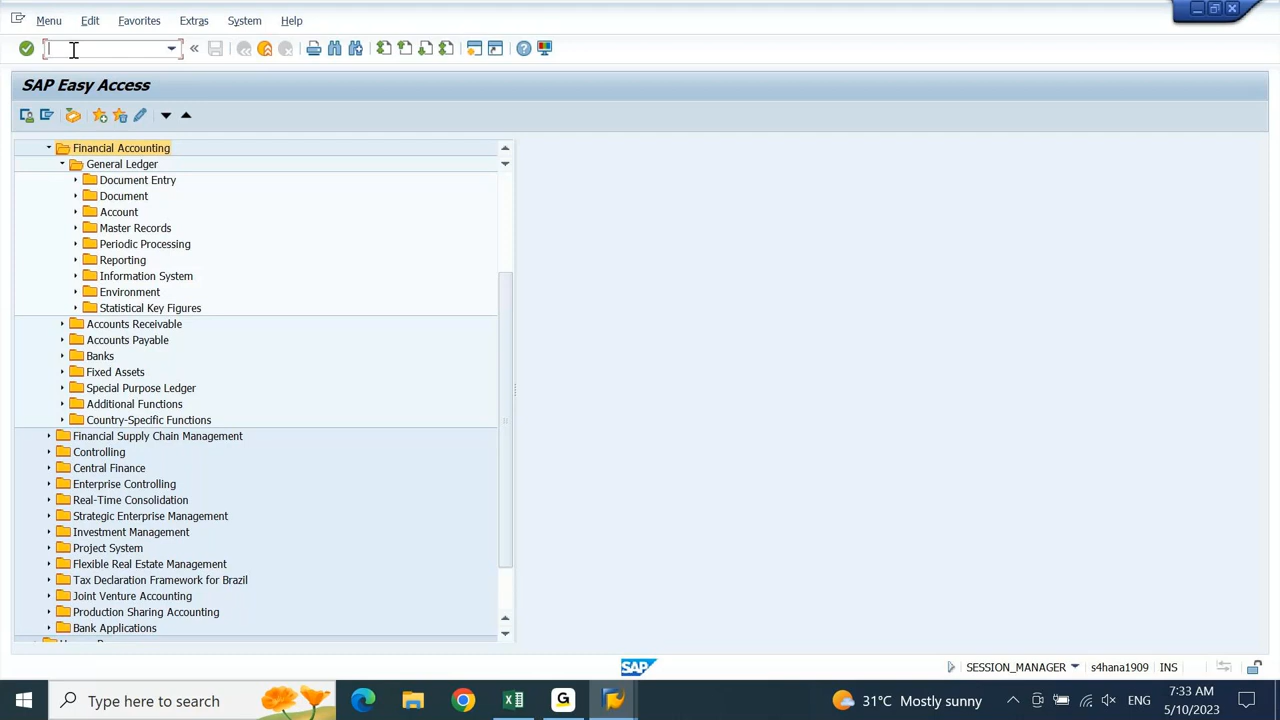 Menu Edit Favorites Extras System Help
SAP Easy Access
Financial Accounting
General Ledger
Document Entry
Document
Account
Master Records
Periodic Processing
Reporting
Information System
Environment
Statistical Key Figures
Accounts Receivable
Accounts Payable
Banks
Fixed Assets
Special Purpose Ledger
Additional Functions
Country-Specific Functions
Financial Supply Chain Management
Controlling
Central Finance
Enterprise Controlling
Real-Time Consolidation
Strategic Enterprise Management
Investment Management
Project System
Flexible Real Estate Management
Tax Declaration Framework for Brazil
Joint Venture Accounting
Production Sharing Accounting
Bank Applications
SAP SESSION_MANAGER s4hana1909 INS
Type here to search 31°C Mostly sunny ENG 7:33 AM
5/10/2023